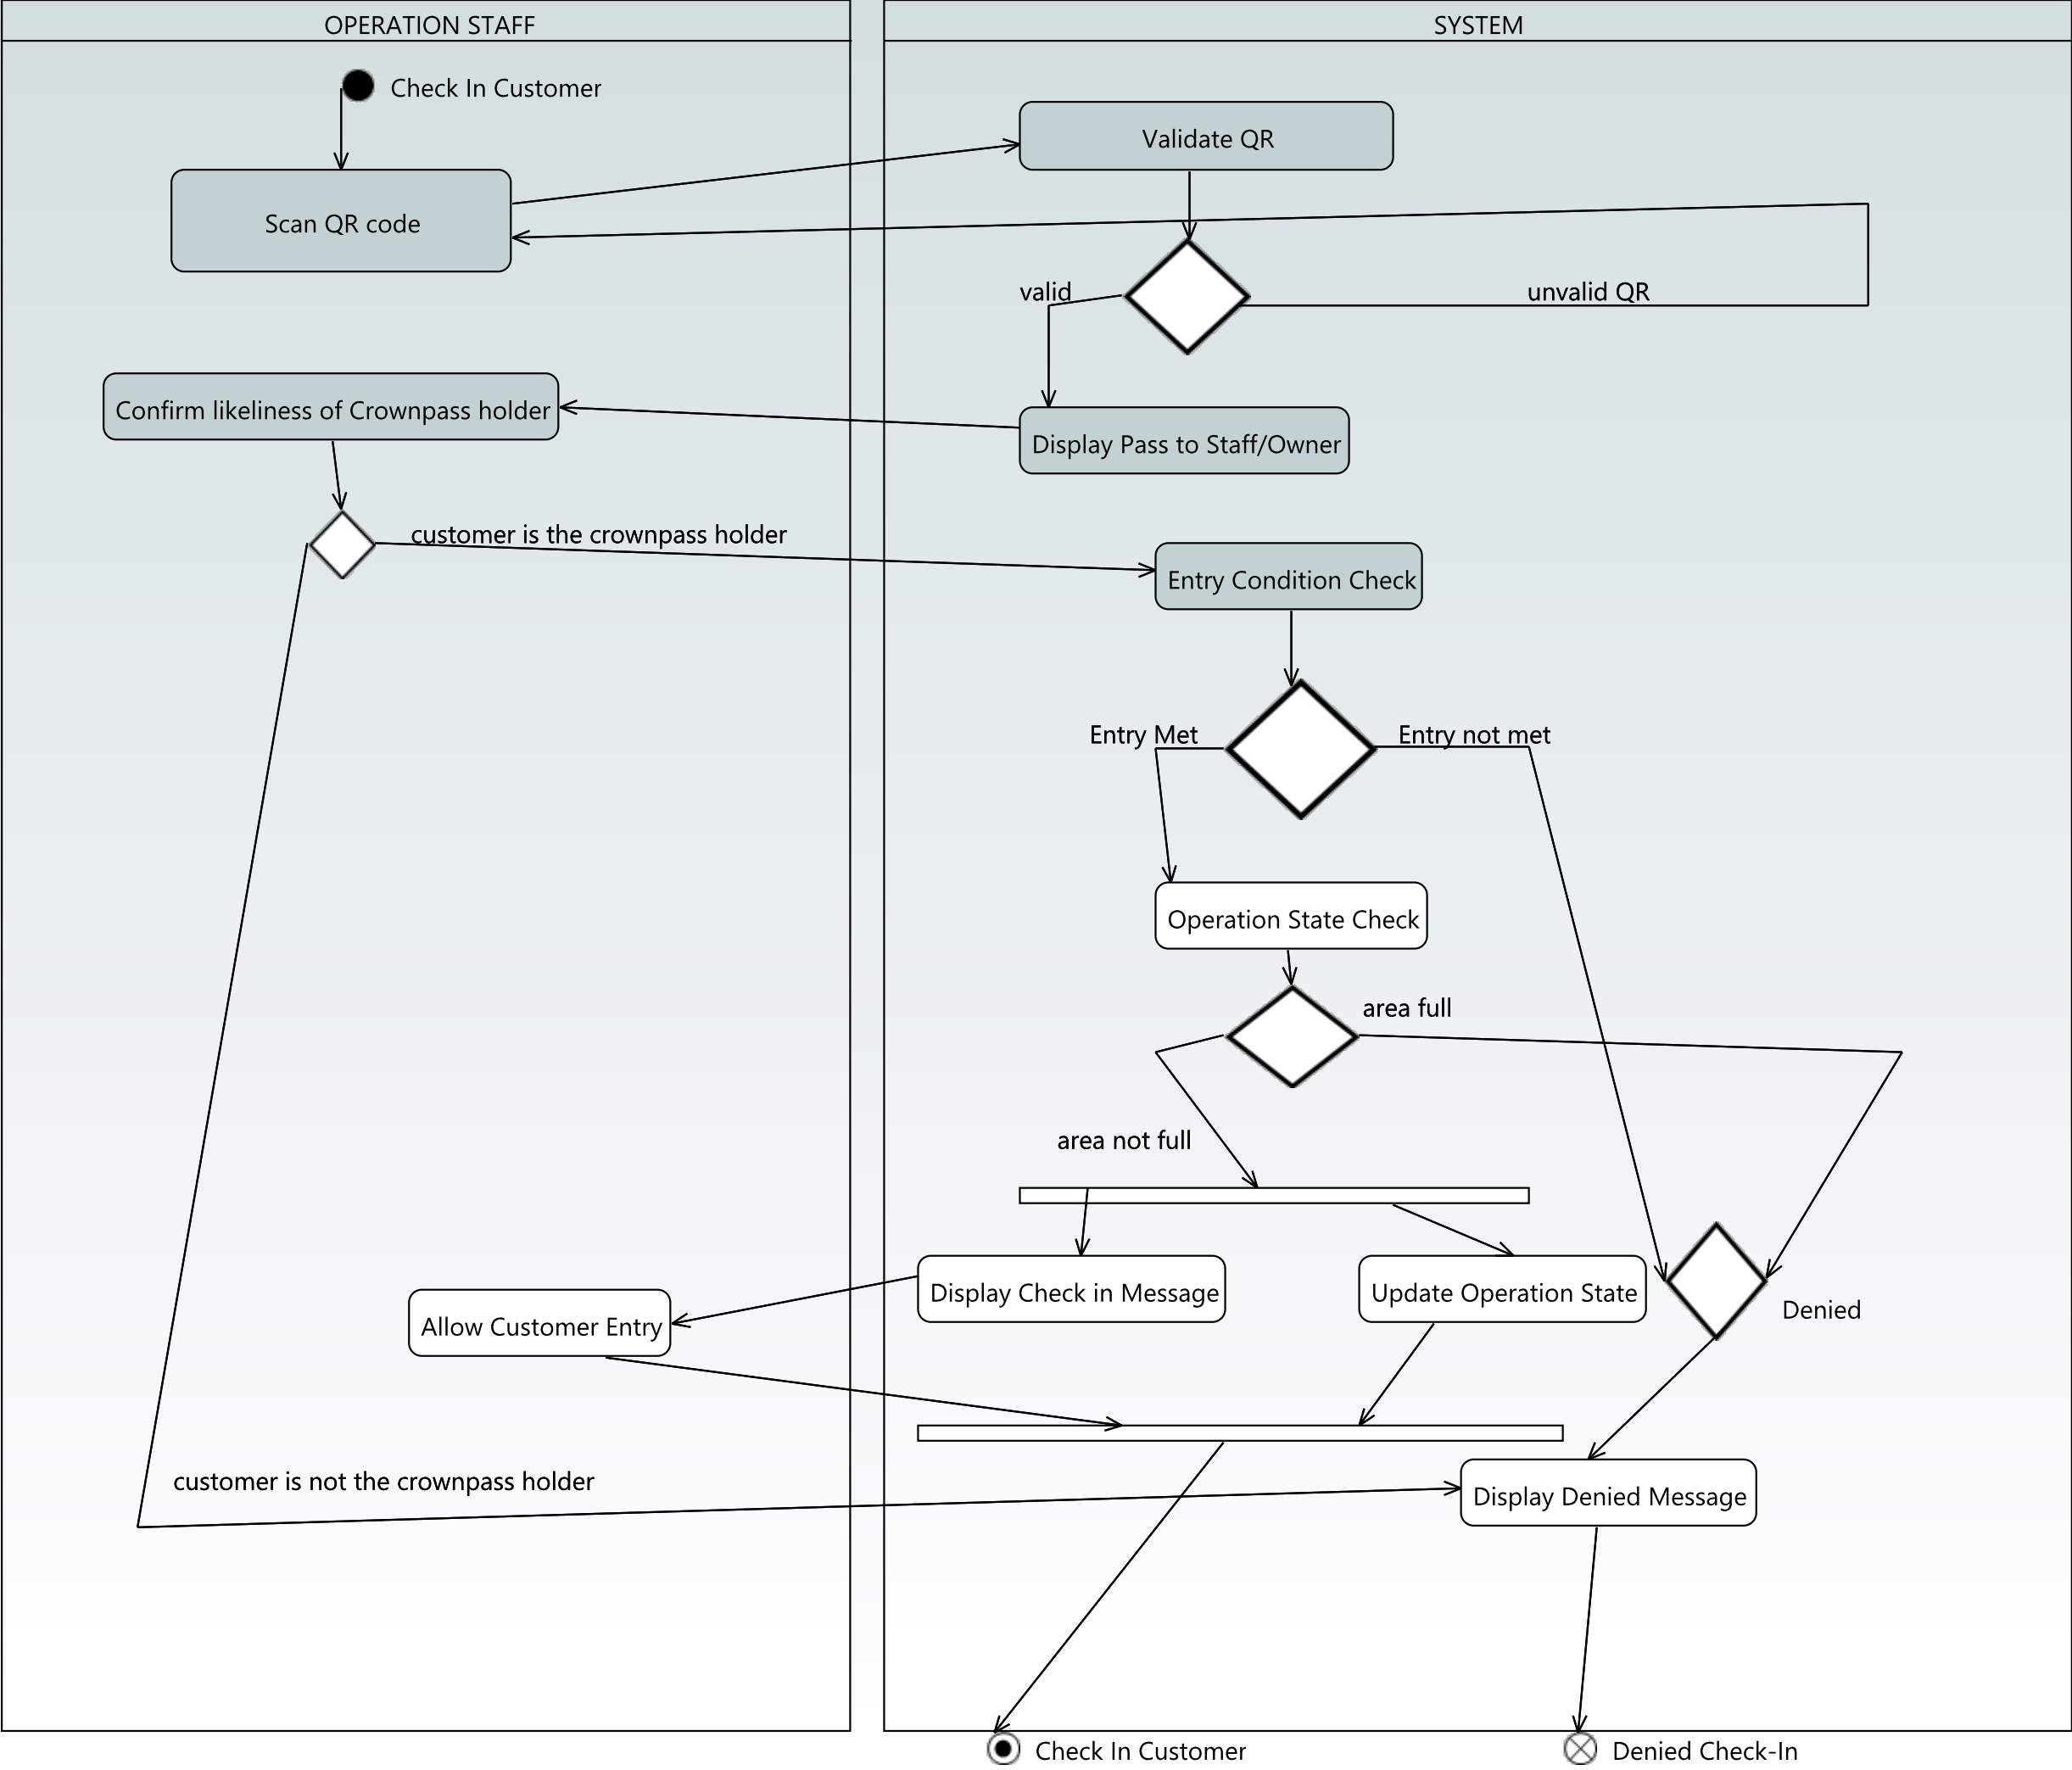 OPERATION STAFF
SYSTEM
Check In Customer
Validate QR
Scan QR code
valid
unvalid QR
Confirm likeliness of Crownpass holder
Display Pass to Staff/Owner
customer is the crownpass holder
Entry Condition Check
Entry Met
Entry not met
Operation State Check
area full
area not full
Display Check in Message
Update Operation State
Denied
Allow Customer Entry
customer is not the crownpass holder
Display Denied Message
Check In Customer
Denied Check-In